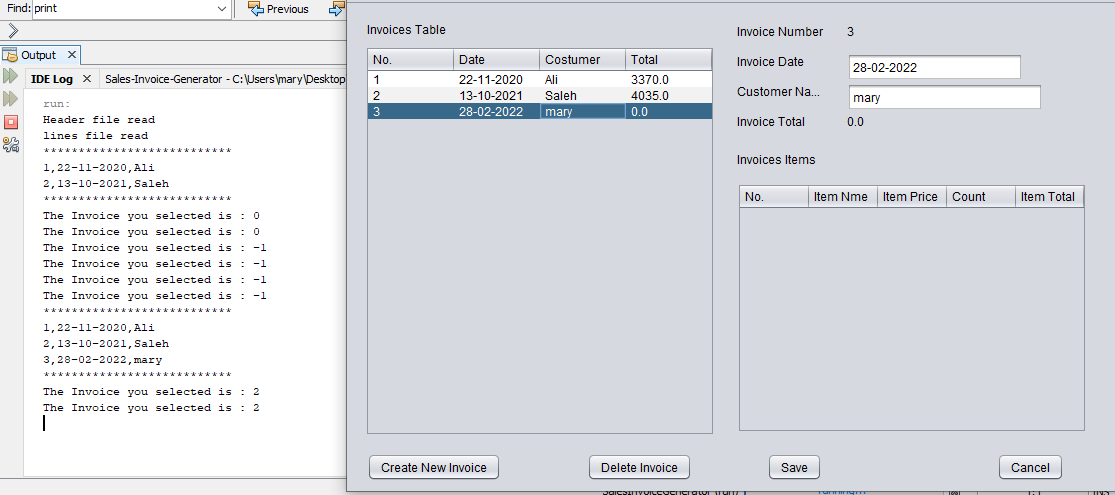 Find: print
Previous
Output
IDE Log
Sales-Invoice-Generator - C:\Users\mary\Desktop
run:
Header file read
lines file read
***************************
1,22-11-2020,Ali
2,13-10-2021,Saleh
***************************
The Invoice you selected is : 0
The Invoice you selected is : 0
The Invoice you selected is : -1
The Invoice you selected is : -1
The Invoice you selected is : -1
The Invoice you selected is : -1
***************************
1,22-11-2020,Ali
2,13-10-2021,Saleh
3,28-02-2022,mary
***************************
The Invoice you selected is : 2
The Invoice you selected is : 2
Invoices Table
No. Date Costumer Total
1 22-11-2020 Ali 3370.0
2 13-10-2021 Saleh 4035.0
3 28-02-2022 mary 0.0
Create New Invoice
Delete Invoice
Invoice Number 3
Invoice Date 28-02-2022
Customer Na... mary
Invoice Total 0.0
Invoices Items
No. Item Nme Item Price Count Item Total
Save
Cancel